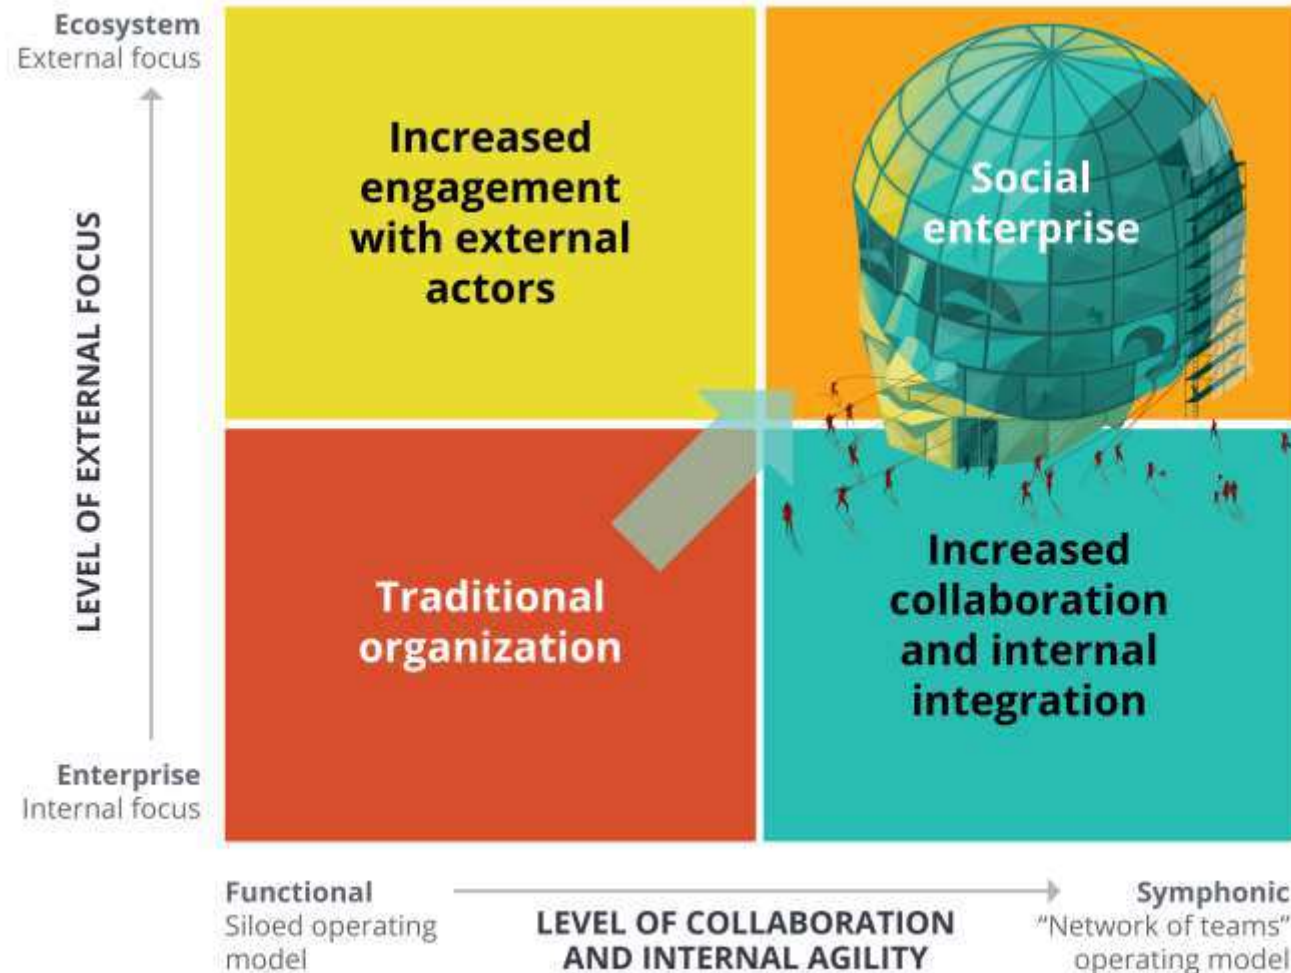 Ecosystem
External focus
Increased
engagement
with external
actors
Social
enterprise
LEVEL OF EXTERNAL FOCUS
Traditional
organization
Increased
collaboration
and internal
integration
Enterprise
Internal focus
Functional
Siloed operating
model
LEVEL OF COLLABORATION
AND INTERNAL AGILITY
Symphonic
“Network of teams”
operating model